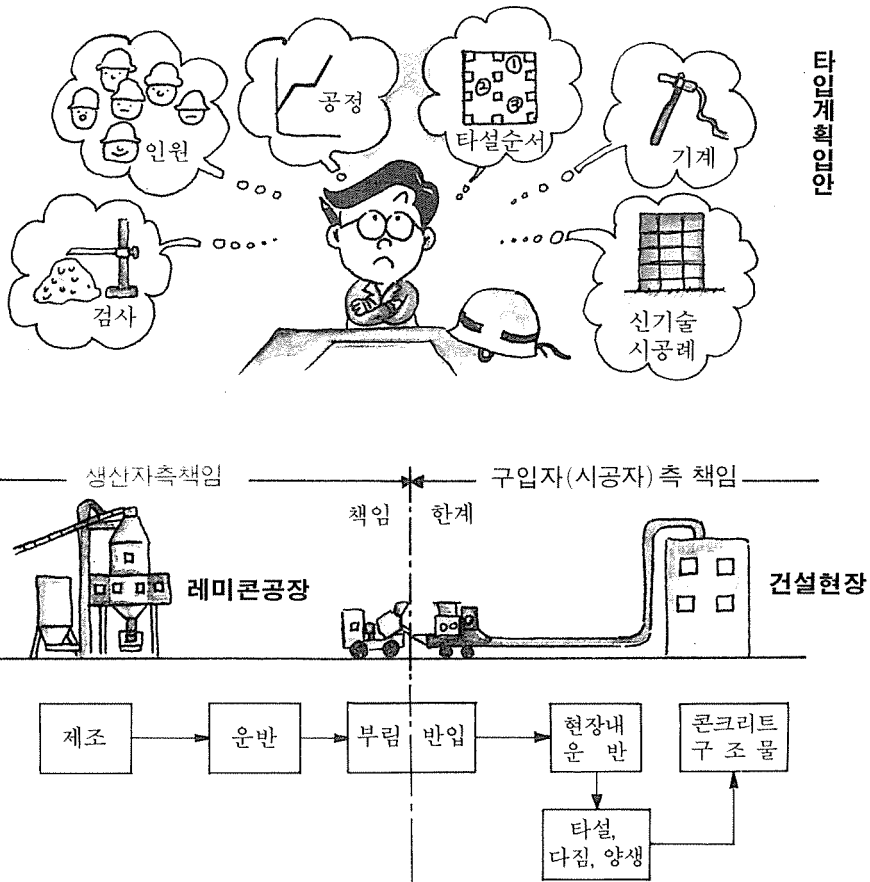 타입계획입안
인원
공정
①
②
③
타설순서
기계
검사
신기술
시공례
생산자측책임
구입자(시공자) 측 책임
책임 한계
레미콘공장
건설현장
제조
운반
부림 반입
현장내
운 반
콘크리트
구 조 물
타설,
다짐, 양생